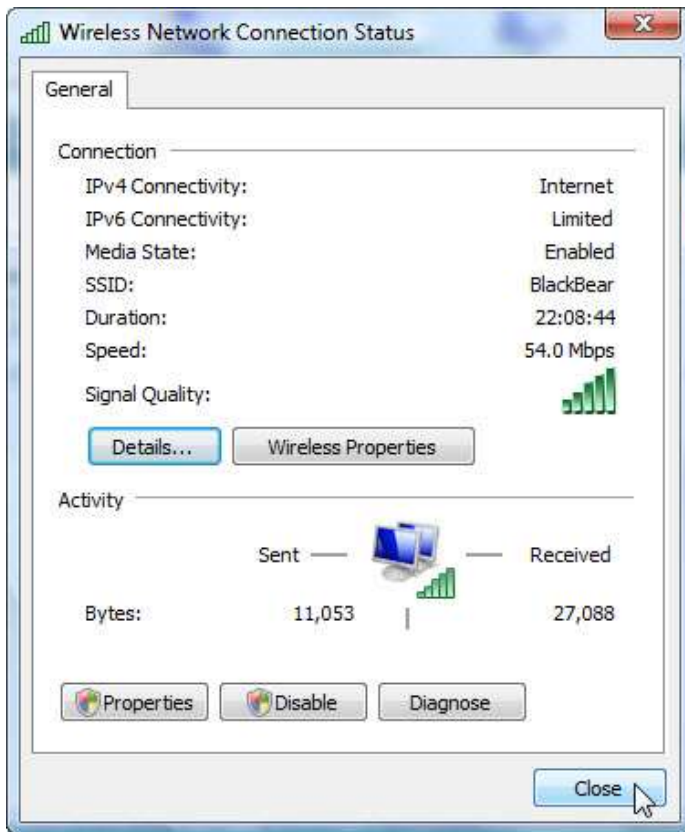 Wireless Network Connection Status
General
Connection
IPv4 Connectivity: Internet
IPv6 Connectivity: Limited
Media State: Enabled
SSID: BlackBear
Duration: 22:08:44
Speed: 54.0 Mbps
Signal Quality:
Details... Wireless Properties
Activity
Sent Received
Bytes: 11,053 27,088
Properties Disable Diagnose
Close